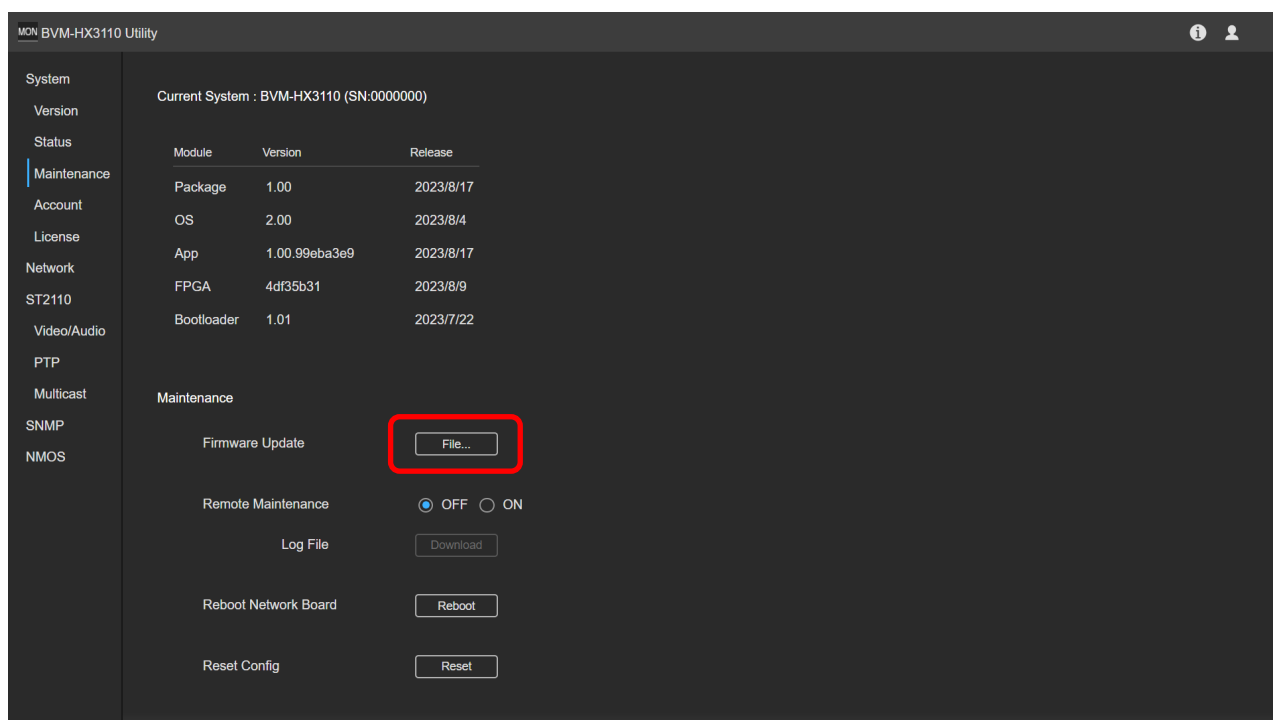 MON BVM-HX3110 Utility
System
Version
Status
Maintenance
Account
License
Network
ST2110
Video/Audio
PTP
Multicast
SNMP
NMOS
Current System : BVM-HX3110 (SN:0000000)
Module Version Release
Package 1.00 2023/8/17
OS 2.00 2023/8/4
App 1.00.99eba3e9 2023/8/17
FPGA 4df35b31 2023/8/9
Bootloader 1.01 2023/7/22
Maintenance
Firmware Update File...
Remote Maintenance OFF ON
Log File Download
Reboot Network Board Reboot
Reset Config Reset